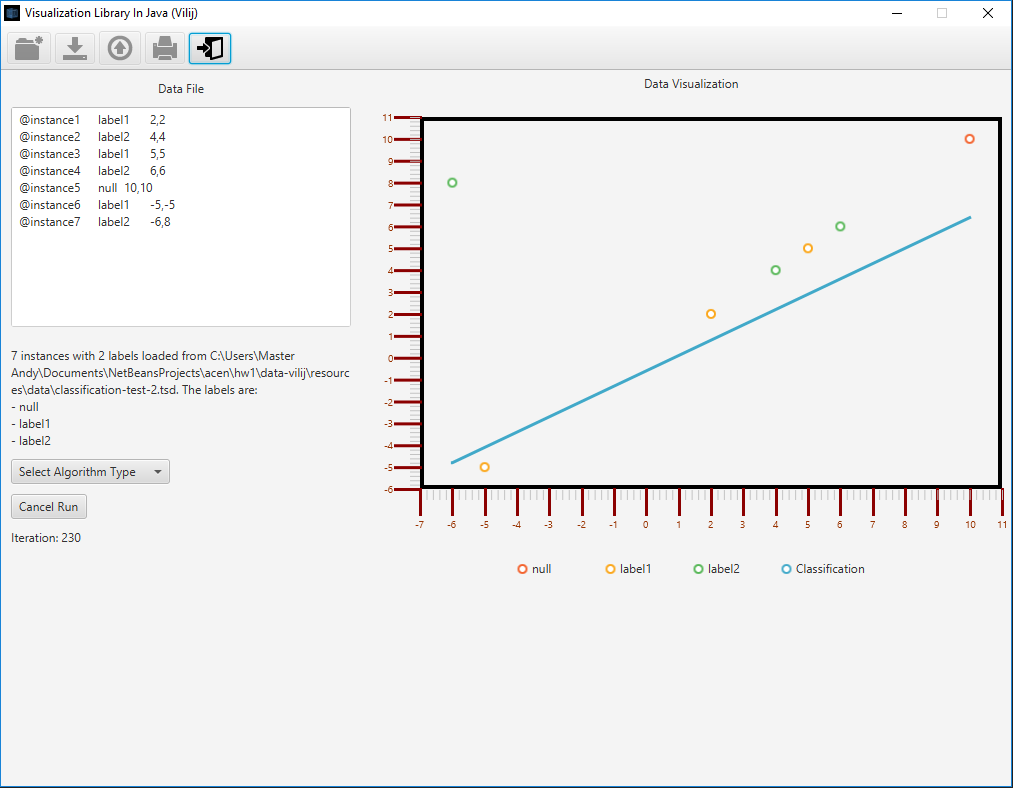 Visualization Library In Java (Vilij)
Data File
@instance1 label1 2,2
@instance2 label2 4,4
@instance3 label1 5,5
@instance4 label2 6,6
@instance5 null 10,10
@instance6 label1 -5,-5
@instance7 label2 -6,8
7 instances with 2 labels loaded from C:\Users\Master
Andy\Documents\NetBeansProjects\acen\hw1\data-vilij\resourc
es\data\classification-test-2.tsd. The labels are:
- null
- label1
- label2
Select Algorithm Type
Cancel Run
Iteration: 230
Data Visualization
11
10
9
8
7
6
5
4
3
2
1
0
-1
-2
-3
-4
-5
-6
-7 -6 -5 -4 -3 -2 -1 0 1 2 3 4 5 6 7 8 9 10 11
null label1 label2 Classification